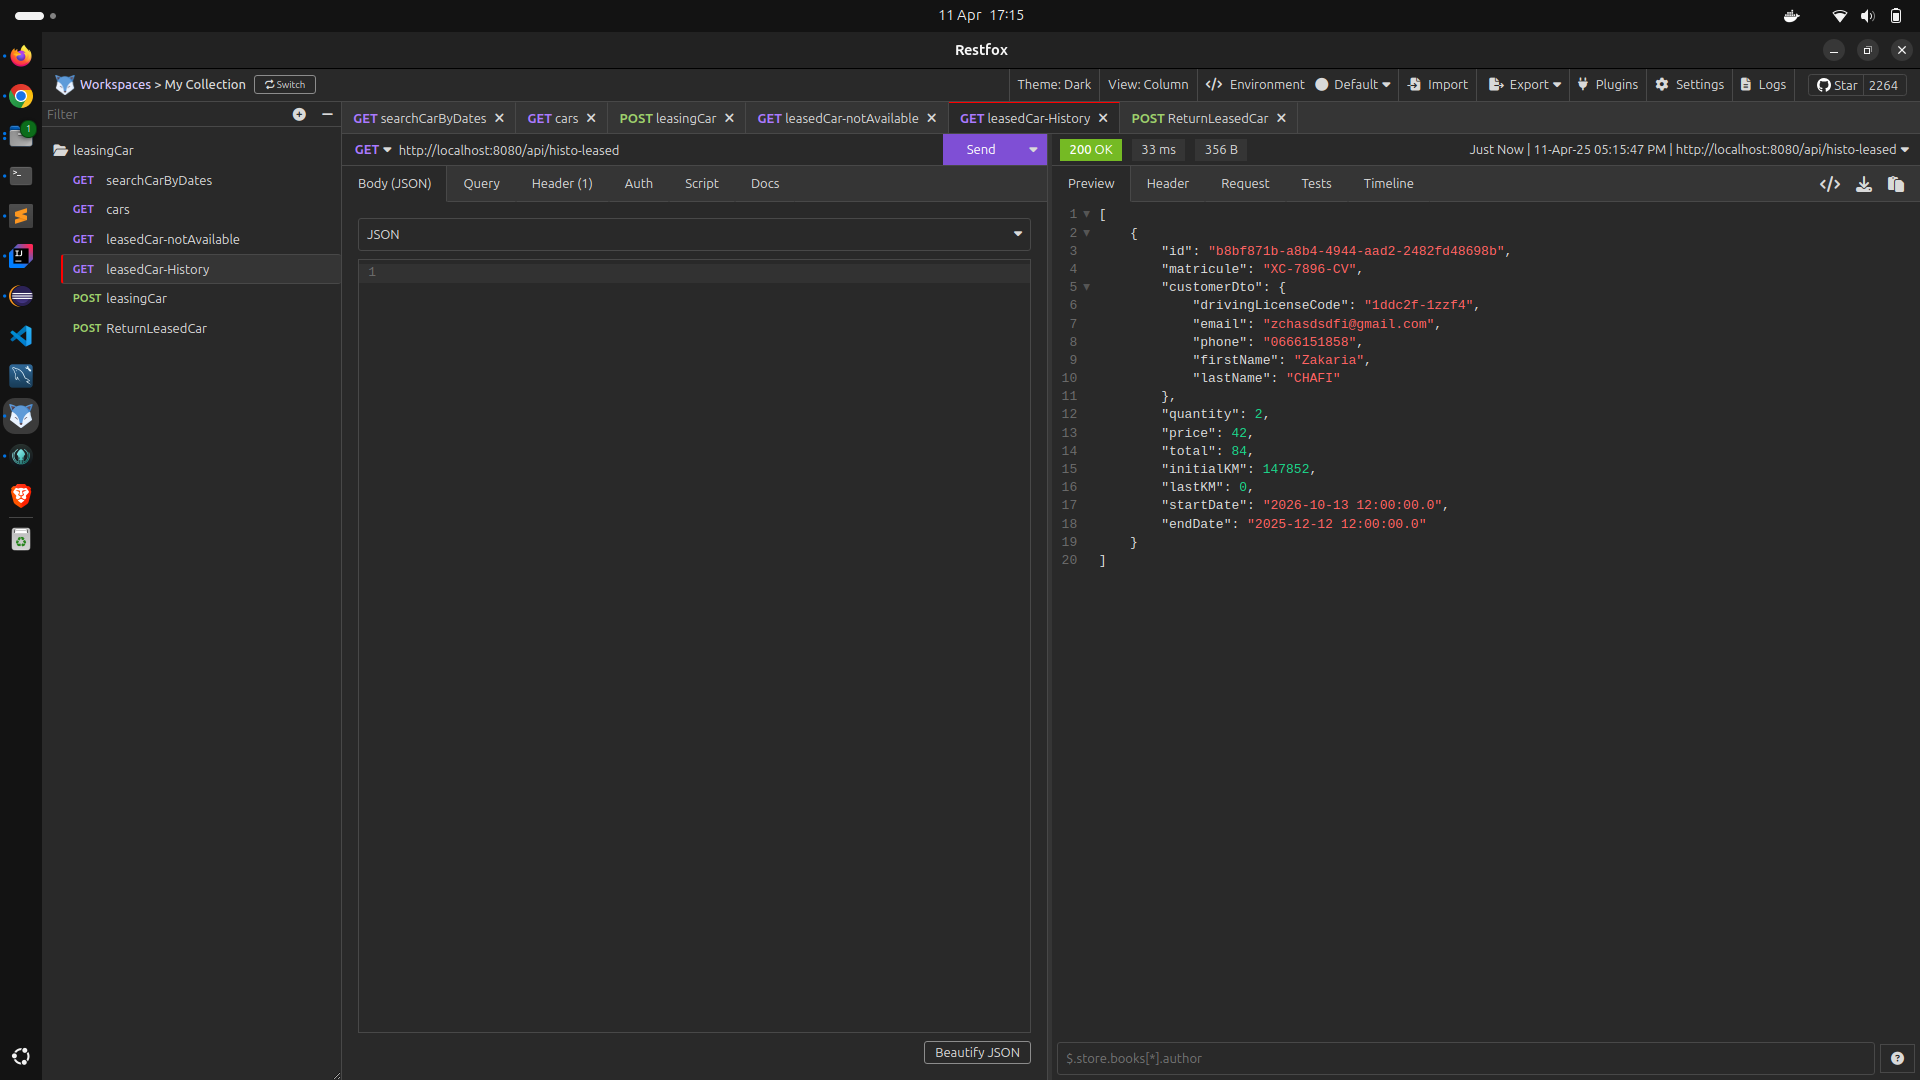 11 Apr 17:15
Restfox
Workspaces > My Collection Switch
Theme: Dark View: Column Environment Default Import Export Plugins Settings Logs Star 2264
Filter
1
leasingCar
GET searchCarByDates
GET cars
GET leasedCar-notAvailable
GET leasedCar-History
POST leasingCar
POST ReturnLeasedCar
GET searchCarByDates GET cars POST leasingCar GET leasedCar-notAvailable GET leasedCar-History POST ReturnLeasedCar
GET http://localhost:8080/api/histo-leased Send
Body (JSON) Query Header (1) Auth Script Docs
JSON
1
Beautify JSON
200 OK 33 ms 356 B Just Now | 11-Apr-25 05:15:47 PM | http://localhost:8080/api/histo-leased
Preview Header Request Tests Timeline
1 [
2 {
3 "id": "b8bf871b-a8b4-4944-aad2-2482fd48698b",
4 "matricule": "XC-7896-CV",
5 "customerDto": {
6 "drivingLicenseCode": "1ddc2f-1zzf4",
7 "email": "zchasdsdfi@gmail.com",
8 "phone": "0666151858",
9 "firstName": "Zakaria",
10 "lastName": "CHAFI"
11 },
12 "quantity": 2,
13 "price": 42,
14 "total": 84,
15 "initialKM": 147852,
16 "lastKM": 0,
17 "startDate": "2026-10-13 12:00:00.0",
18 "endDate": "2025-12-12 12:00:00.0"
19 }
20 ]
$.store.books[*].author